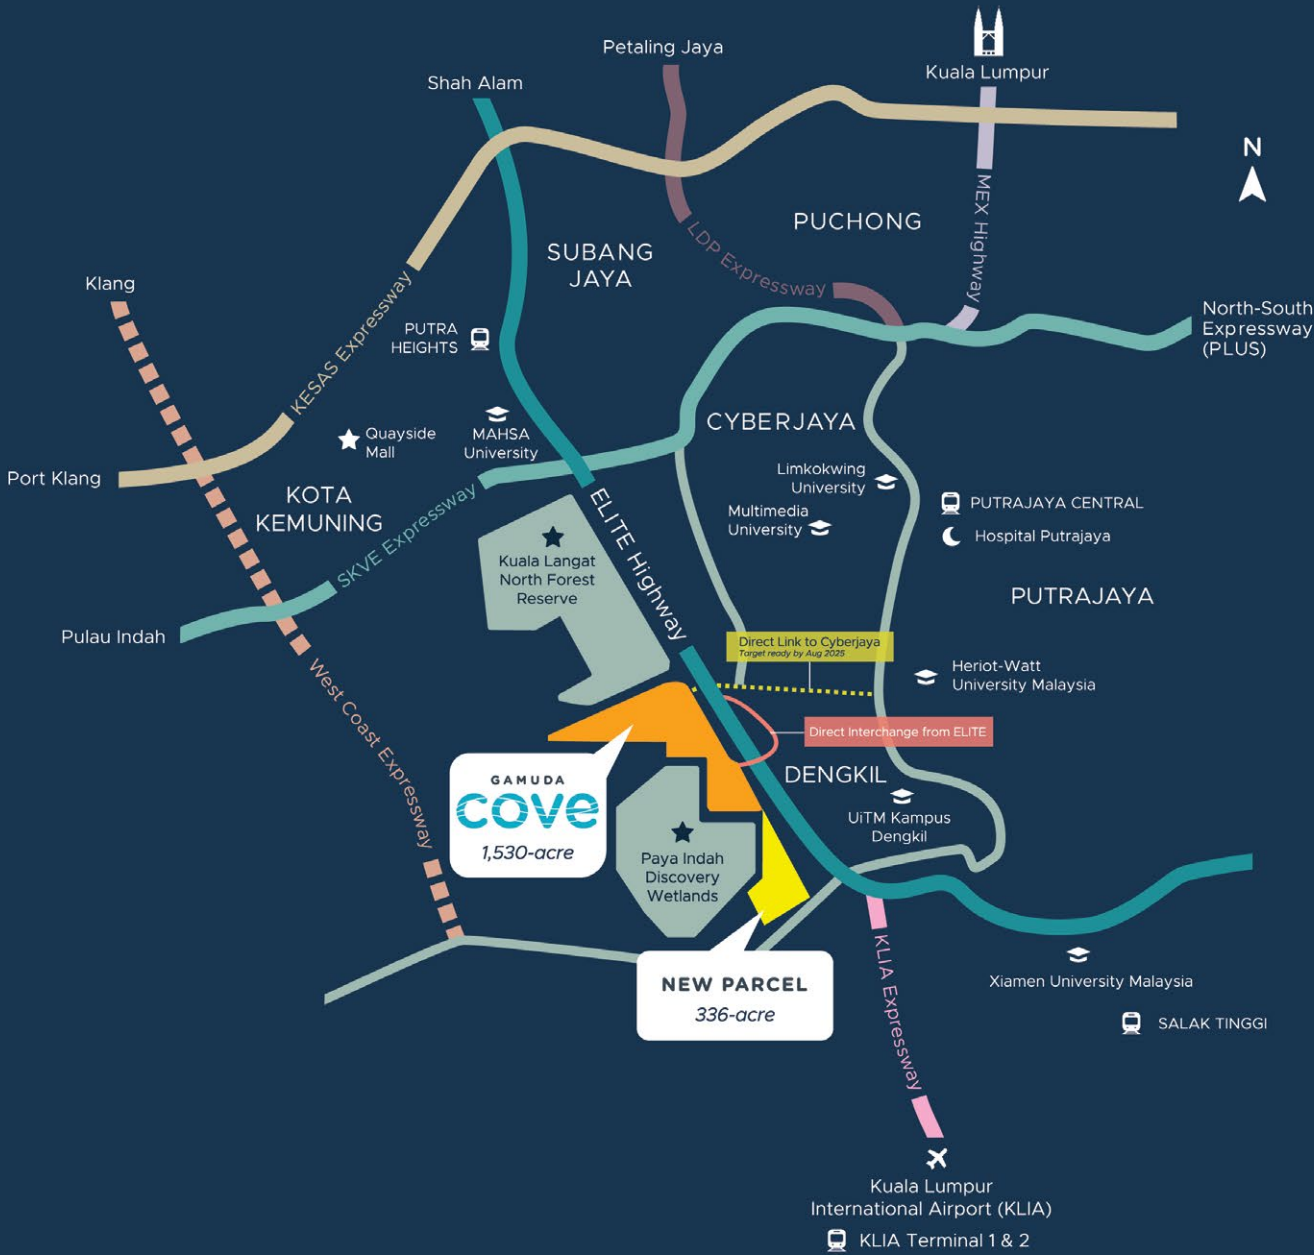 Petaling Jaya
Kuala Lumpur
Shah Alam
N
MEX Highway
PUCHONG
LDP Expressway
SUBANG
JAYA
Klang
KESAS Expressway
North-South
Expressway
(PLUS)
PUTRA
HEIGHTS
CYBERJAYA
Quayside
Mall
MAHSA
University
Port Klang
Limkokwing
University
KOTA
KEMUNING
SKVE Expressway
ELITE Highway
Multimedia
University
PUTRAJAYA CENTRAL
Hospital Putrajaya
Kuala Langat
North Forest
Reserve
PUTRAJAYA
Pulau Indah
Direct Link to Cyberjaya
Target ready by Aug 2025
Heriot-Watt
University Malaysia
West Coast Expressway
Direct Interchange from ELITE
DENGKIL
GAMUDA
cove
1,530-acre
UiTM Kampus
Dengkil
Paya Indah
Discovery
Wetlands
NEW PARCEL
336-acre
KLIA Expressway
Xiamen University Malaysia
SALAK TINGGI
Kuala Lumpur
International Airport (KLIA)
KLIA Terminal 1 & 2